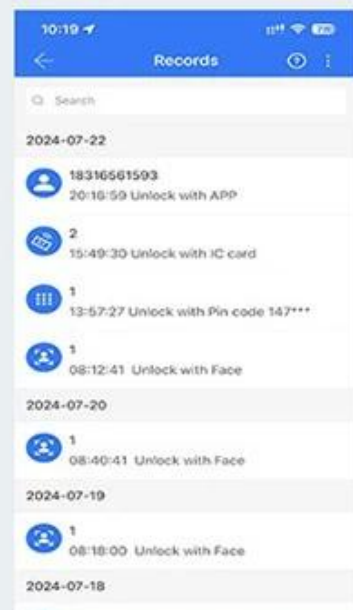 10:19
Records
Search
2024-07-22
18316561593
20:16:59 Unlock with APP
2
15:49:30 Unlock with IC card
1
13:57:27 Unlock with Pin code 147***
1
08:12:41 Unlock with Face
2024-07-20
1
08:40:41 Unlock with Face
2024-07-19
1
08:18:00 Unlock with Face
2024-07-18